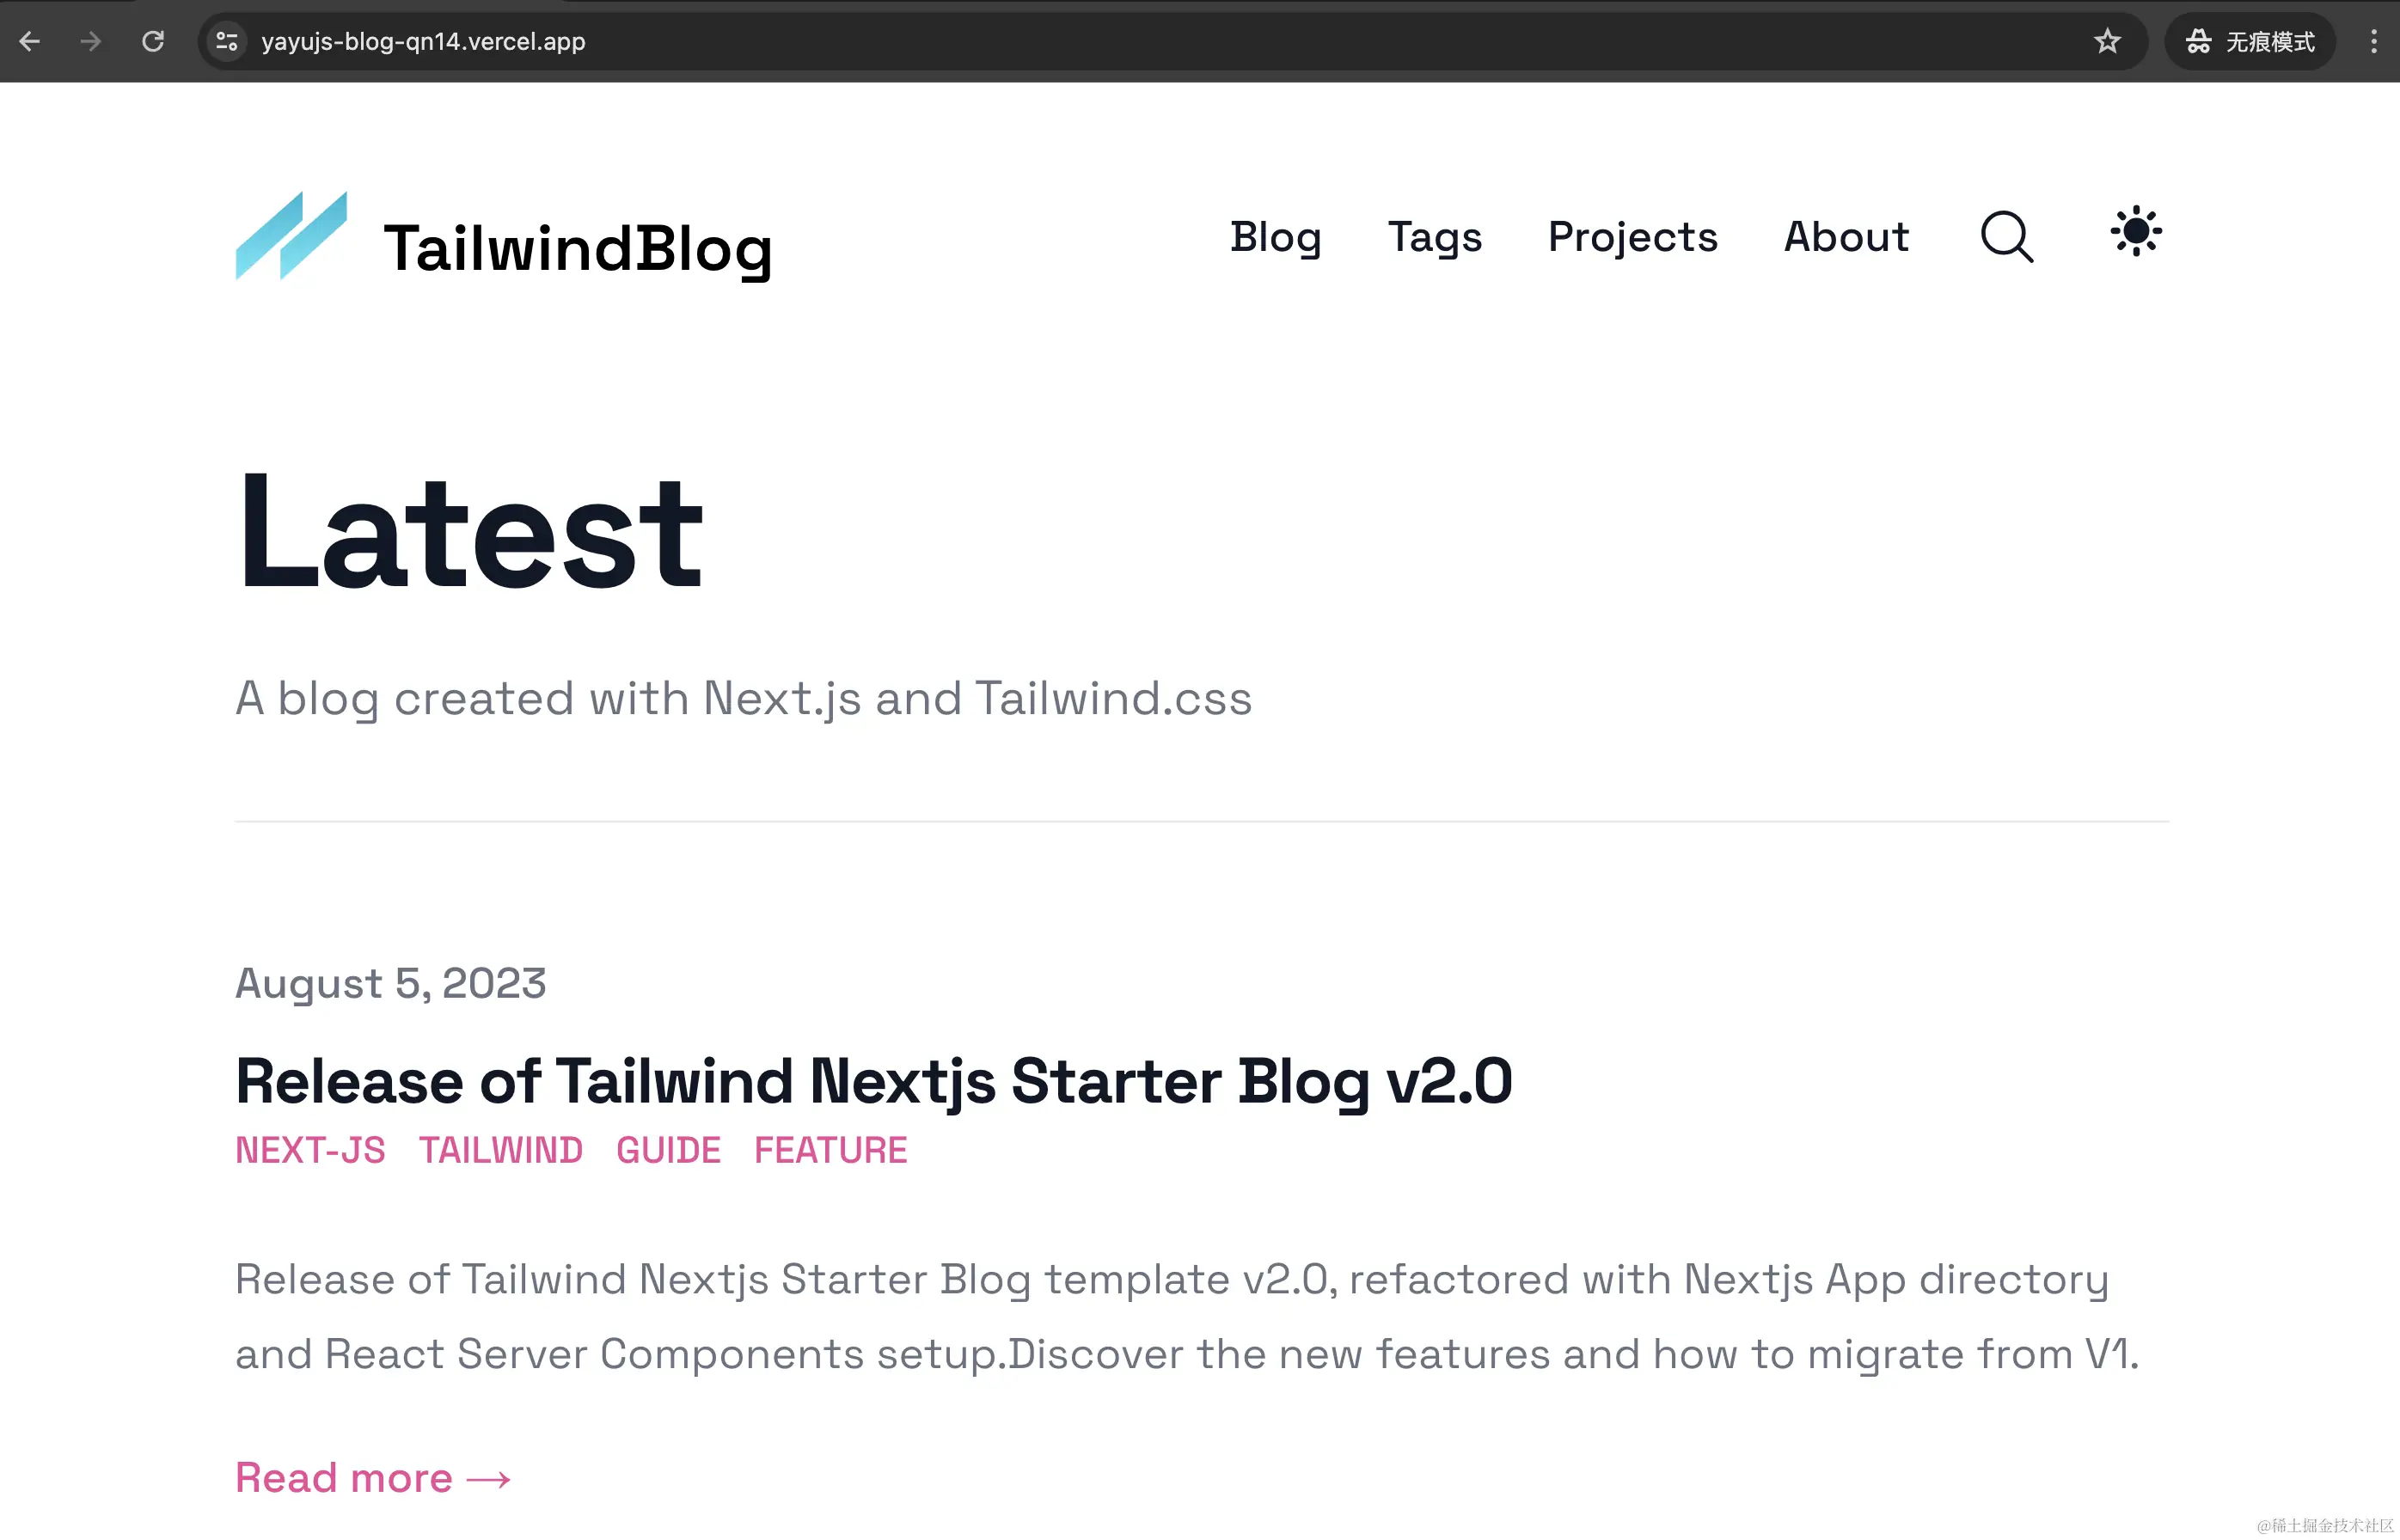 yayujs-blog-qn14.vercel.app
无痕模式
TailwindBlog
Blog Tags Projects About
Latest
A blog created with Next.js and Tailwind.css
August 5, 2023
Release of Tailwind Nextjs Starter Blog v2.0
NEXT-JS TAILWIND GUIDE FEATURE
Release of Tailwind Nextjs Starter Blog template v2.0, refactored with Nextjs App directory
and React Server Components setup.Discover the new features and how to migrate from V1.
Read more →
@稀土掘金技术社区